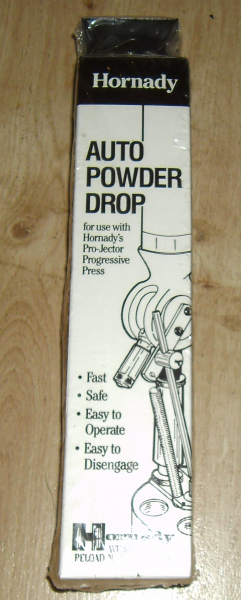 Hornady
AUTO
POWDER
DROP
for use with
Hornady's
Pro-Jector
Progressive
Press
• Fast
• Safe
• Easy to
Operate
• Easy to
Disengage
Hornady